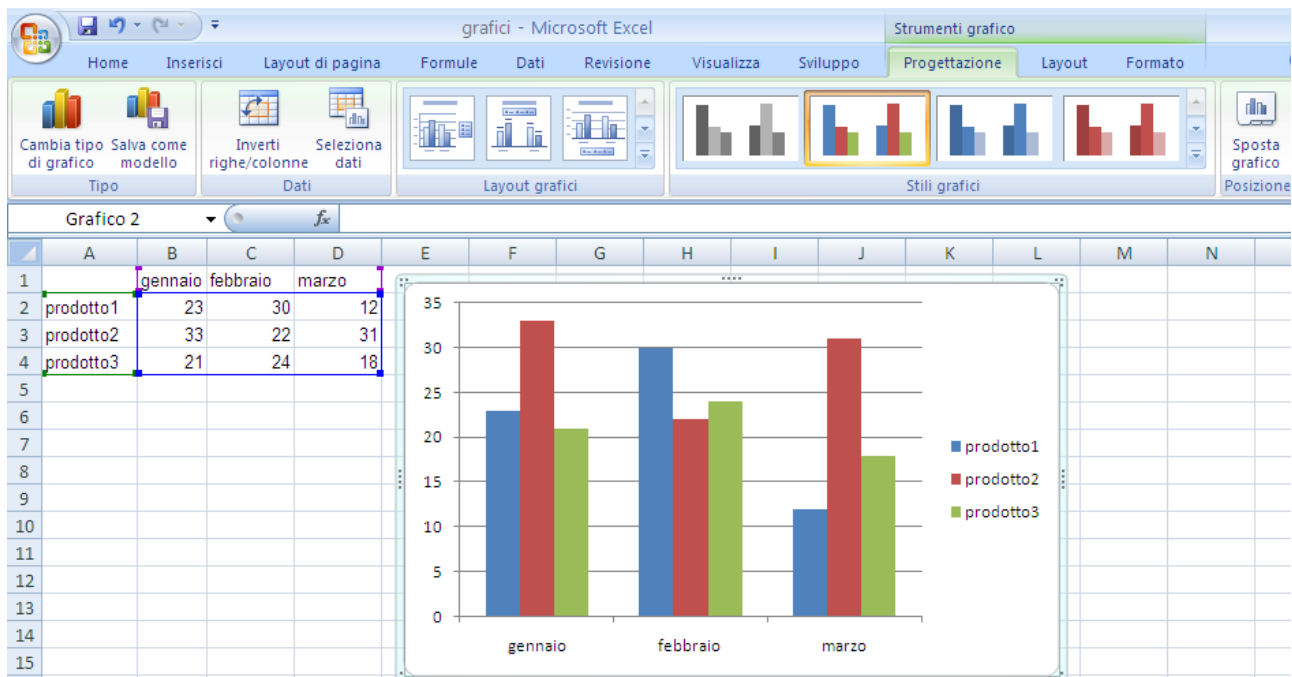 grafici - Microsoft Excel
Strumenti grafico
Home Inserisci Layout di pagina Formule Dati Revisione Visualizza Sviluppo Progettazione Layout Formato
Cambia tipo di grafico
Salva come modello
Inverti righe/colonne
Seleziona dati
Sposta grafico
Tipo Dati Layout grafici Stili grafici Posizione
Grafico 2 fx
A B C D E F G H I J K L M N
1 gennaio febbraio marzo
2 prodotto1 23 30 12
3 prodotto2 33 22 31
4 prodotto3 21 24 18
5
6
7
8
9
10
11
12
13
14
15
35
30
25
20
15
10
5
0
gennaio febbraio marzo
prodotto1
prodotto2
prodotto3